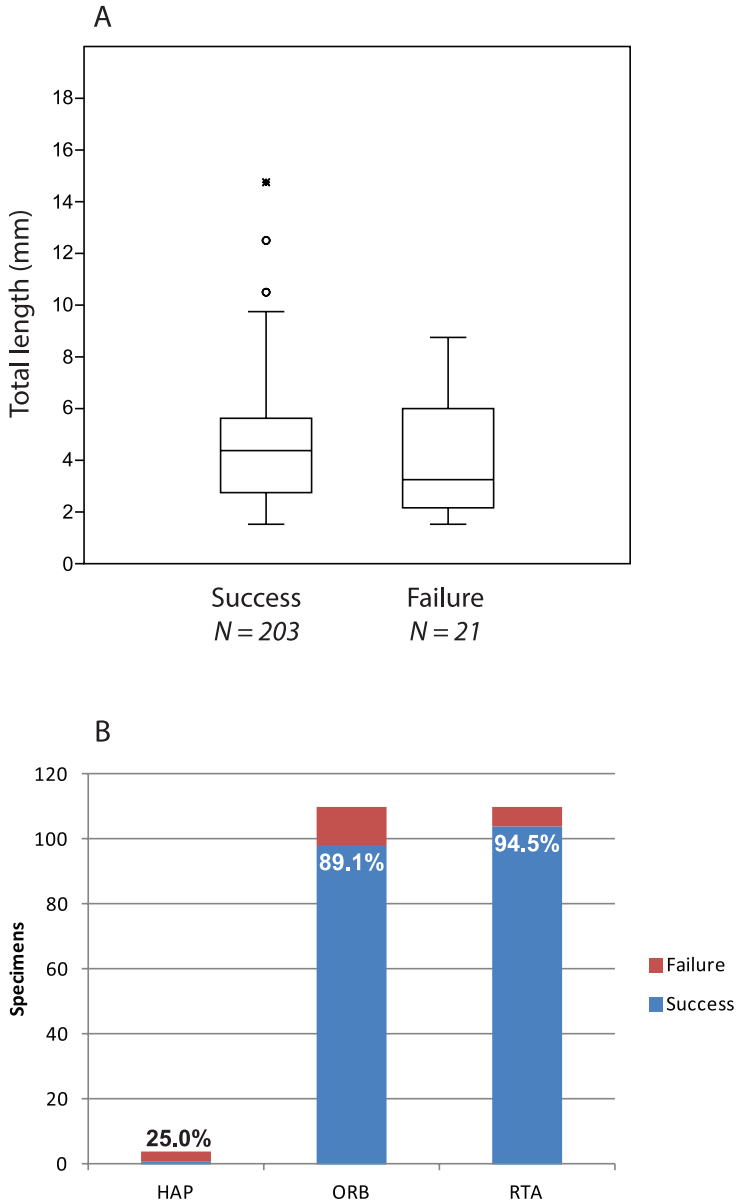 A
Total length (mm)
18
16
14
12
10
8
6
4
2
0
Success
Failure
N = 203
N = 21
B
Specimens
120
100
80
60
40
20
0
25.0%
89.1%
94.5%
HAP
ORB
RTA
Failure
Success